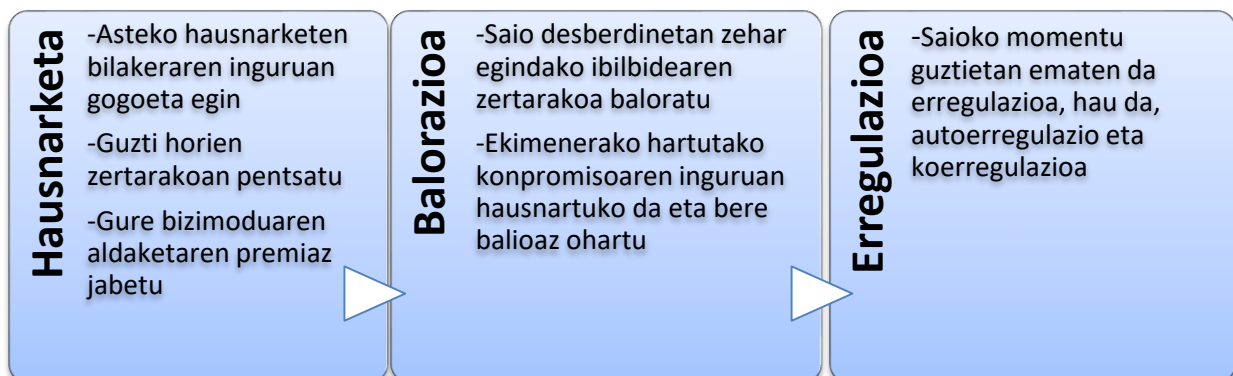 Hausnarketa
-Asteko hausnarketen
bilakeraren inguruan
gogoeta egin
-Guzti horien
zertarakoan pentsatu
-Gure bizimoduaren
aldaketaren premiaz
jabetu
Balorazioa
-Saio desberdinetan zehar
egindako ibilbidearen
zertarakoa baloratu
-Ekimenerako hartutako
konpromisoaren inguruan
hausnartuko da eta bere
balioaz ohartu
Erregulazioa
-Saioko momentu
guztietan ematen da
erregulazioa, hau da,
autoerregulazio eta
koerregulazioa